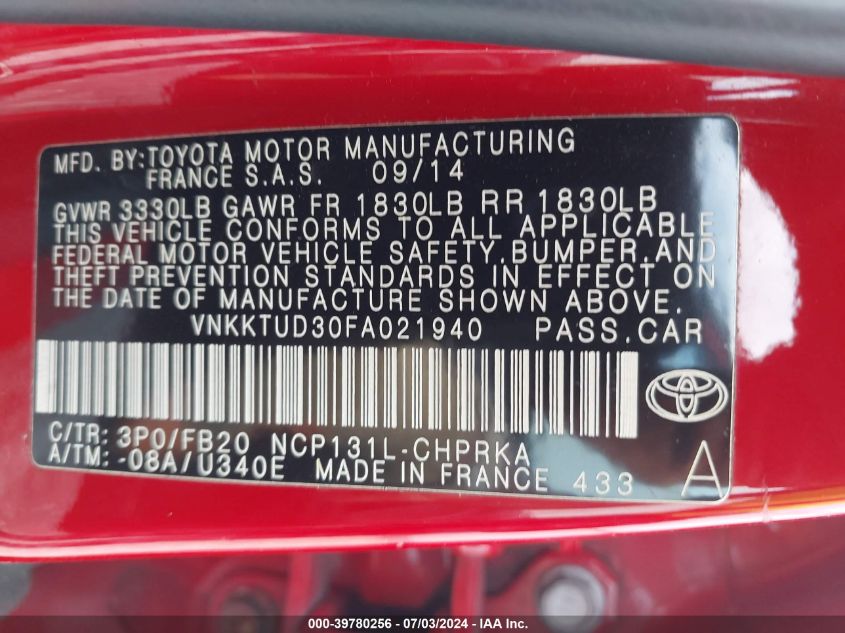 MFD. BY:TOYOTA MOTOR MANUFACTURING
FRANCE S.A.S. 09/14
GVWR 3330LB GAWR FR 1830LB RR 1830LB
THIS VEHICLE CONFORMS TO ALL APPLICABLE
FEDERAL MOTOR VEHICLE SAFETY,BUMPER,AND
THEFT PREVENTION STANDARDS IN EFFECT ON
THE DATE OF MANUFACTURE SHOWN ABOVE.
VNKKTUD30FA021940 PASS.CAR
C/TR: 3P0/FB20 NCP131L-CHPRKA
A/TM: -08A/U340E MADE IN FRANCE 433 A
000-39780256 - 07/03/2024 - IAA Inc.